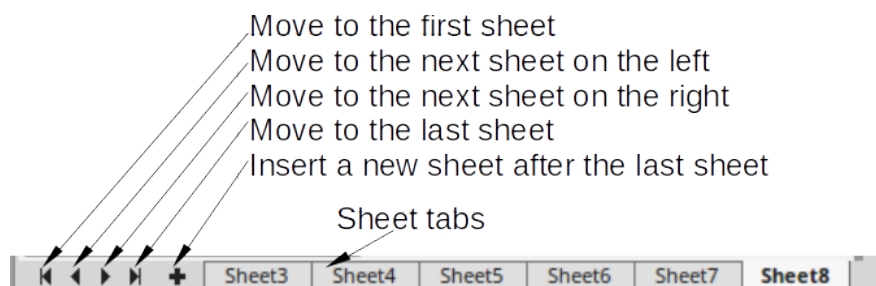 Move to the first sheet
Move to the next sheet on the left
Move to the next sheet on the right
Move to the last sheet
Insert a new sheet after the last sheet
Sheet tabs
Sheet3 Sheet4 Sheet5 Sheet6 Sheet7 Sheet8